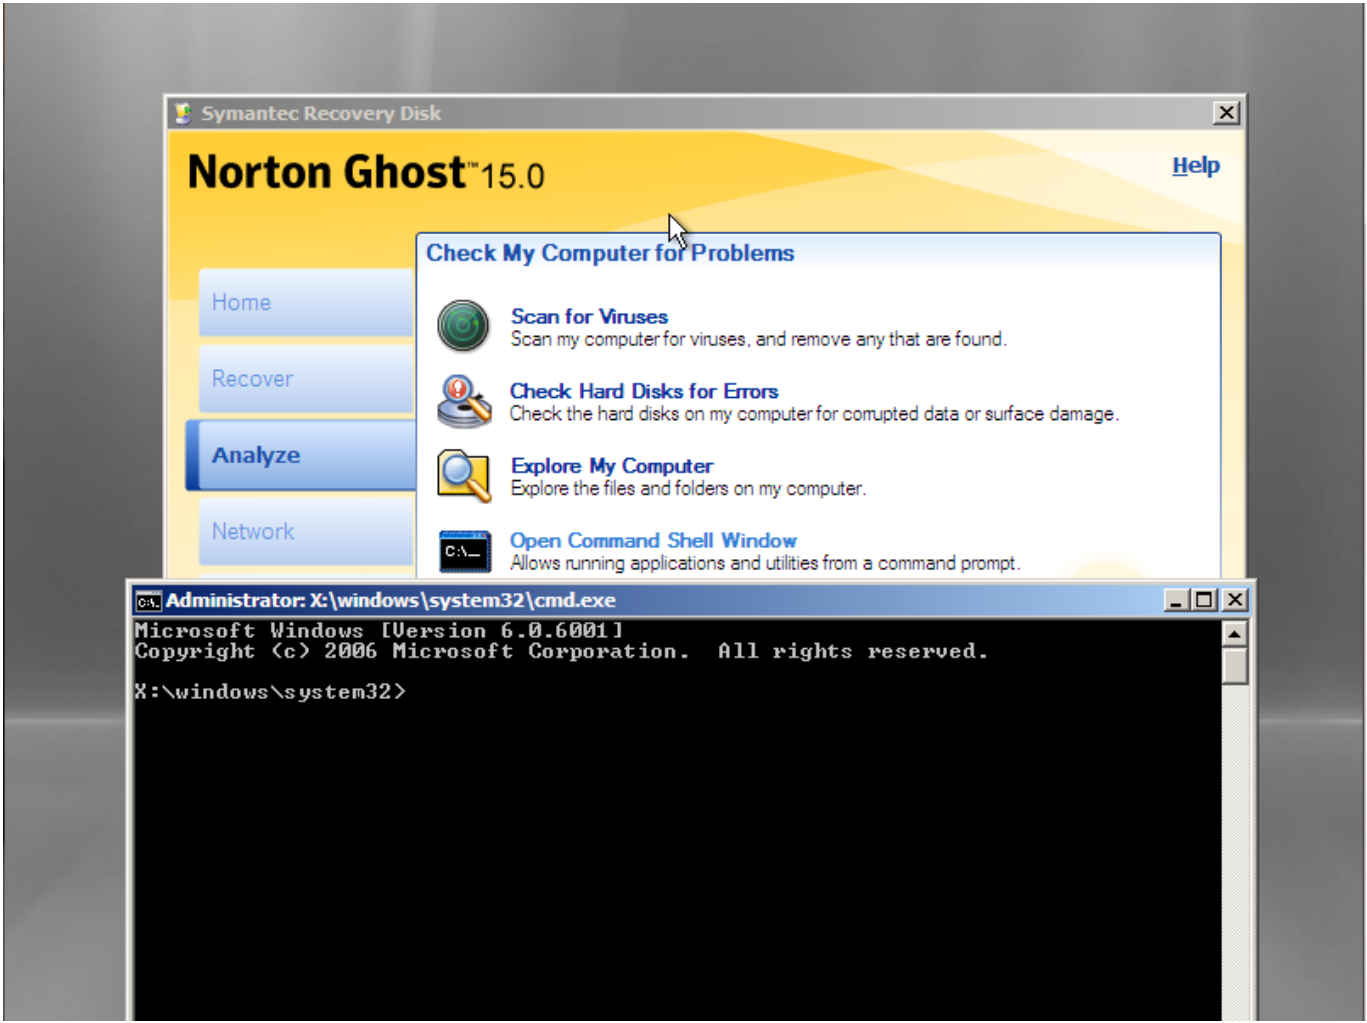 Symantec Recovery Disk
Norton Ghost™ 15.0
Help
Check My Computer for Problems
Home
Scan for Viruses
Scan my computer for viruses, and remove any that are found.
Recover
Check Hard Disks for Errors
Check the hard disks on my computer for corrupted data or surface damage.
Analyze
Explore My Computer
Explore the files and folders on my computer.
Network
C:\_
Open Command Shell Window
Allows running applications and utilities from a command prompt.
C:\. Administrator: X:\windows\system32\cmd.exe
Microsoft Windows [Version 6.0.6001]
Copyright (c) 2006 Microsoft Corporation.  All rights reserved.
X:\windows\system32>